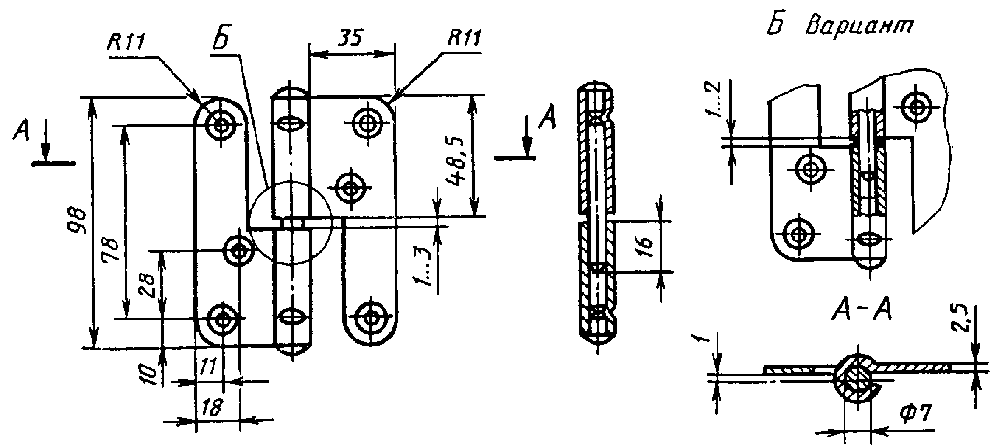 R11
Б
35
R11
Б Вариант
А
А
98
78
28
10
11
18
48,5
1...3
16
1...2
А-А
1
2,5
Ф7